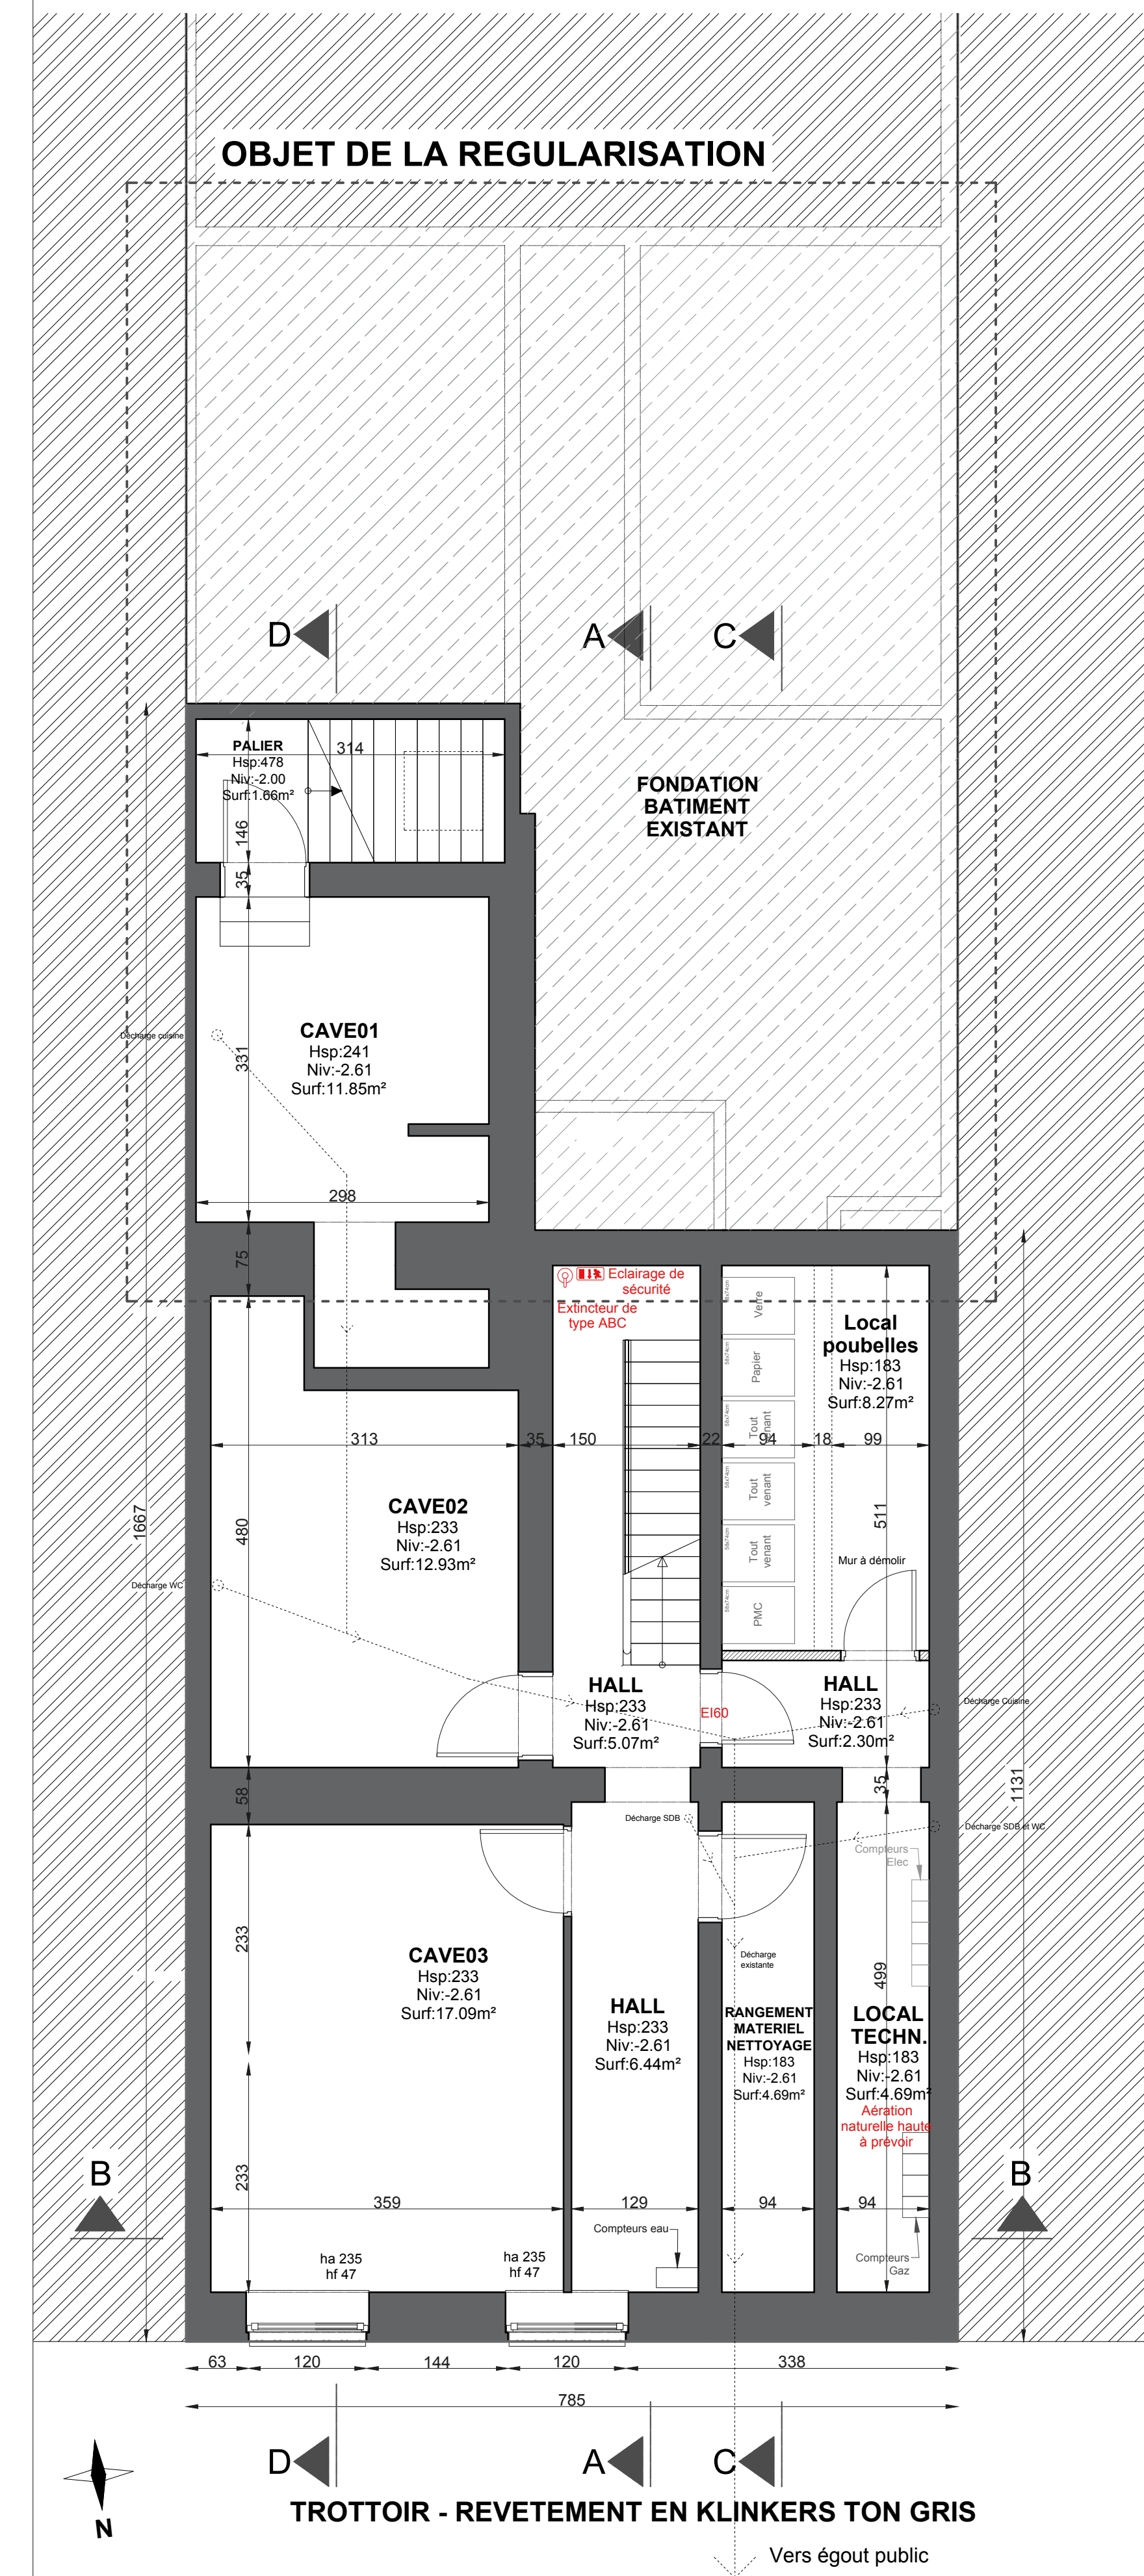 OBJET DE LA REGULARISATION
D
A
C
PALIER
Hsp:478
Niv:-2.00
Surf:1.66m²
314
146
35
FONDATION
BATIMENT
EXISTANT
CAVE01
Hsp:241
Niv:-2.61
Surf:11.85m²
Décharge cuisine
331
298
75
Eclairage de
sécurité
Extincteur de
type ABC
Verre
58x74cm
Papier
58x74cm
Tout
venant
58x74cm
Tout
venant
58x74cm
Tout
venant
58x74cm
PMC
58x74cm
Local
poubelles
Hsp:183
Niv:-2.61
Surf:8.27m²
313
35
150
22
94
18
99
CAVE02
Hsp:233
Niv:-2.61
Surf:12.93m²
1667
480
511
Mur à démolir
Décharge WC
HALL
Hsp:233
Niv:-2.61
Surf:5.07m²
EI60
HALL
Hsp:233
Niv:-2.61
Surf:2.30m²
Décharge Cuisine
58
35
1131
Décharge SDB
Décharge SDB et WC
Compteurs
Elec
233
CAVE03
Hsp:233
Niv:-2.61
Surf:17.09m²
Décharge
existante
499
HALL
Hsp:233
Niv:-2.61
Surf:6.44m²
RANGEMENT
MATERIEL
NETTOYAGE
Hsp:183
Niv:-2.61
Surf:4.69m²
LOCAL
TECHN.
Hsp:183
Niv:-2.61
Surf:4.69m²
Aération
naturelle haute
à prévoir
B
B
233
359
129
94
94
Compteurs eau
ha 235
hf 47
ha 235
hf 47
Compteurs
Gaz
63
120
144
120
338
785
D
A
C
N
TROTTOIR - REVETEMENT EN KLINKERS TON GRIS
Vers égout public